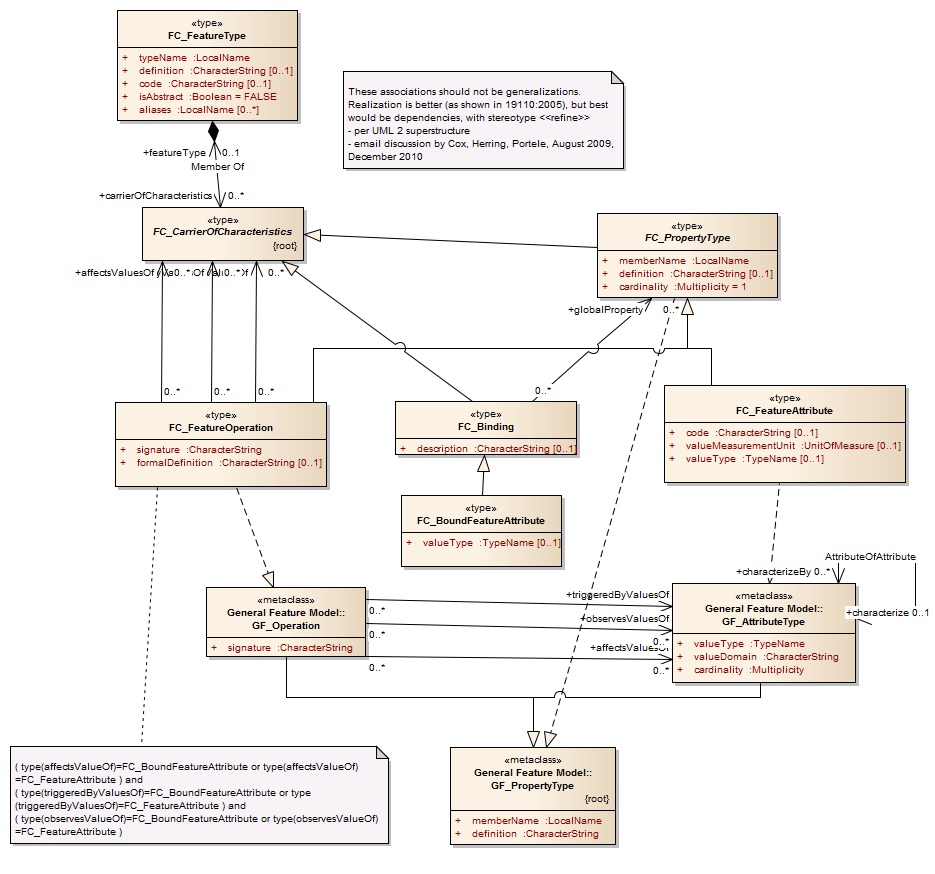 «type»
FC_FeatureType
+ typeName :LocalName
+ definition :CharacterString [0..1]
+ code :CharacterString [0..1]
+ isAbstract :Boolean = FALSE
+ aliases :LocalName [0..*]
These associations should not be generalizations.
Realization is better (as shown in 19110:2005), but best
would be dependencies, with stereotype <<refine>>
- per UML 2 superstructure
- email discussion by Cox, Herring, Portele, August 2009,
December 2010
+featureType 0..1
Member Of
+carrierOfCharacteristics 0..*
«type»
FC_CarrierOfCharacteristics
{root}
«type»
FC_PropertyType
+ memberName :LocalName
+ definition :CharacterString [0..1]
+ cardinality :Multiplicity = 1
+affectsValuesOf 0..* 0..* 0..*
+globalProperty 0..*
0..* 0..* 0..*
0..*
«type»
FC_FeatureOperation
+ signature :CharacterString
+ formalDefinition :CharacterString [0..1]
«type»
FC_Binding
+ description :CharacterString [0..1]
«type»
FC_FeatureAttribute
+ code :CharacterString [0..1]
+ valueMeasurementUnit :UnitOfMeasure [0..1]
+ valueType :TypeName [0..1]
«type»
FC_BoundFeatureAttribute
+ valueType :TypeName [0..1]
AttributeOfAttribute
+characterizeBy 0..*
+characterize 0..1
«metaclass»
General Feature Model::
GF_Operation
+ signature :CharacterString
+triggeredByValuesOf
0..*
+observesValuesOf
0..*
0..*
+affectsValuesOf
0..*
0..*
«metaclass»
General Feature Model::
GF_AttributeType
+ valueType :TypeName
+ valueDomain :CharacterString
+ cardinality :Multiplicity
«metaclass»
General Feature Model::
GF_PropertyType
{root}
+ memberName :LocalName
+ definition :CharacterString
( type(affectsValueOf)=FC_BoundFeatureAttribute or type(affectsValueOf)
=FC_FeatureAttribute ) and
( type(triggeredByValuesOf)=FC_BoundFeatureAttribute or type
(triggeredByValuesOf)=FC_FeatureAttribute ) and
( type(observesValueOf)=FC_BoundFeatureAttribute or type(observesValueOf)
=FC_FeatureAttribute )